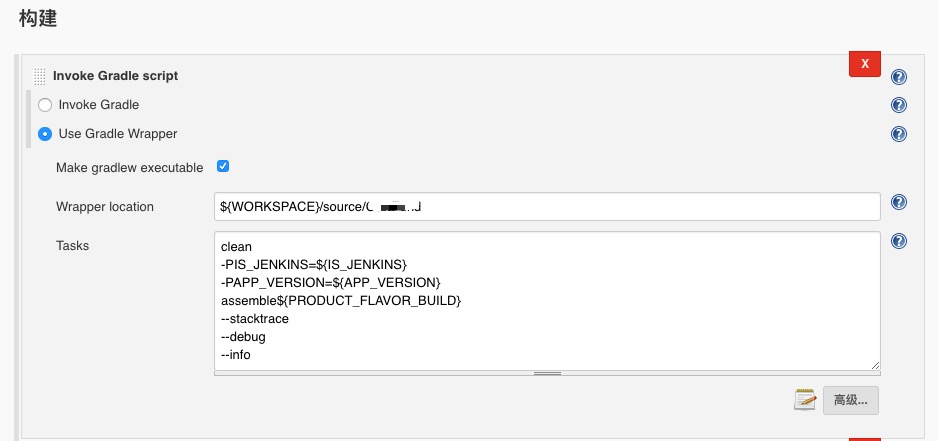 构建
Invoke Gradle script
X
Invoke Gradle
Use Gradle Wrapper
Make gradlew executable
Wrapper location
${WORKSPACE}/source/
Tasks
clean
-PIS_JENKINS=${IS_JENKINS}
-PAPP_VERSION=${APP_VERSION}
assemble${PRODUCT_FLAVOR_BUILD}
--stacktrace
--debug
--info
高级...